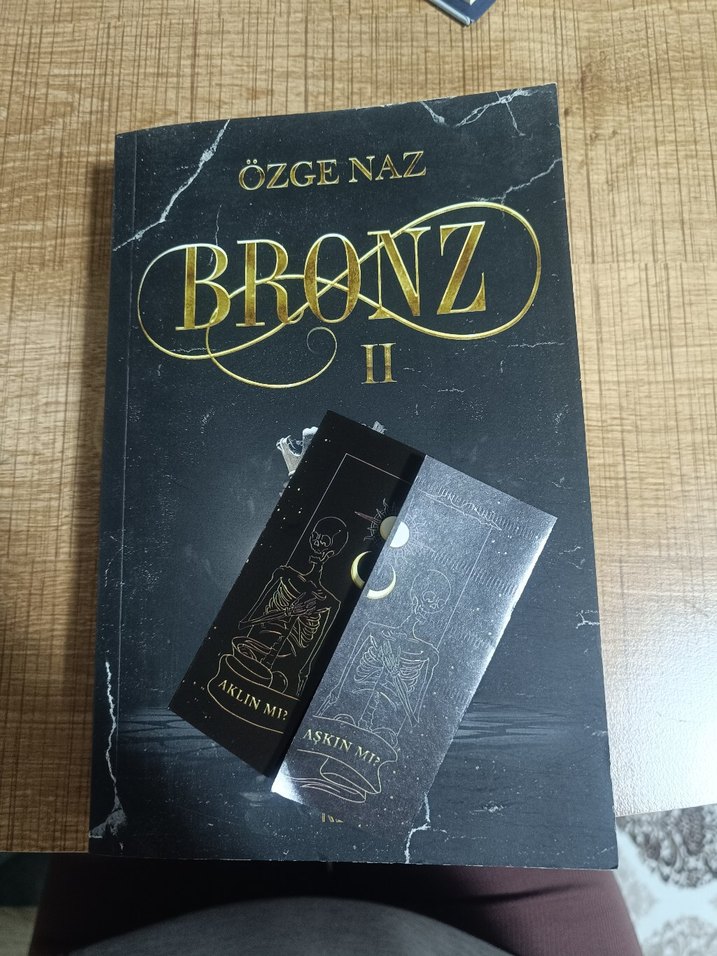 ÖZGE NAZ
BRONZ
II
AKLIN MI?
AŞKIN MI?